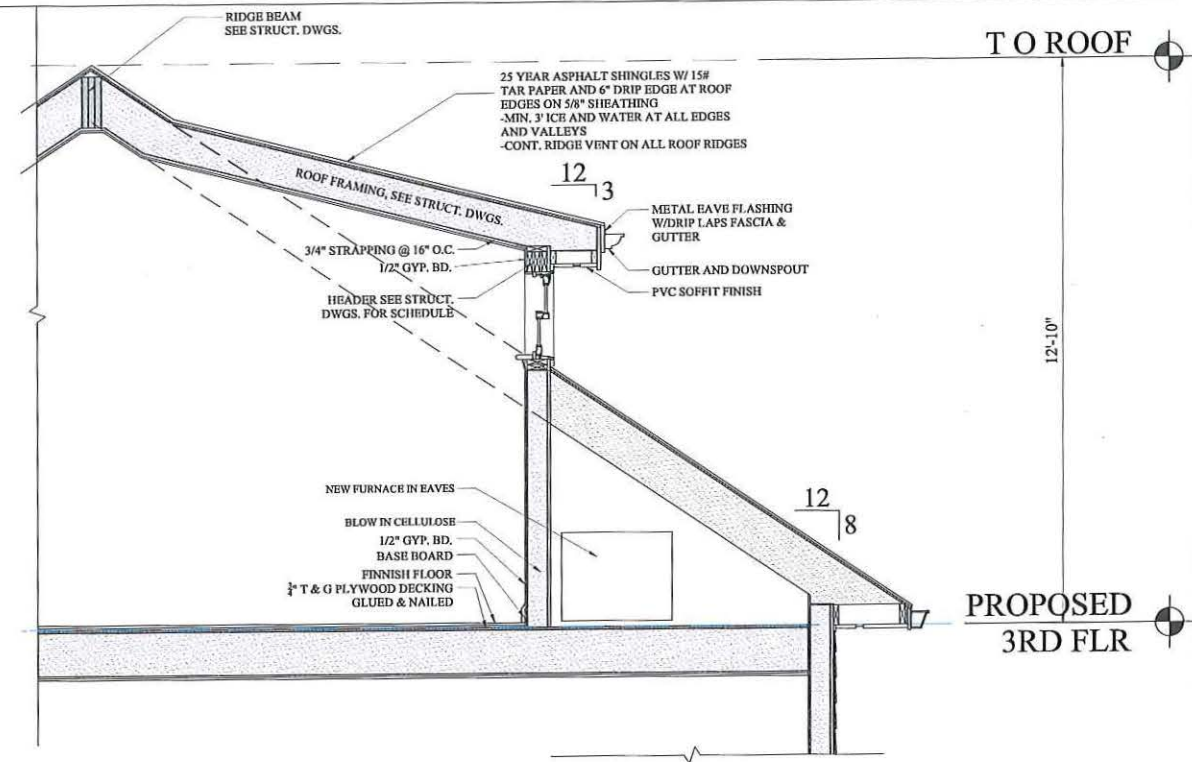 RIDGE BEAM
SEE STRUCT. DWGS.
T O ROOF
25 YEAR ASPHALT SHINGLES W/ 15#
TAR PAPER AND 6" DRIP EDGE AT ROOF
EDGES ON 5/8" SHEATHING
-MIN. 3' ICE AND WATER AT ALL EDGES
AND VALLEYS
-CONT. RIDGE VENT ON ALL ROOF RIDGES
12
3
ROOF FRAMING, SEE STRUCT. DWGS.
METAL EAVE FLASHING
W/DRIP LAPS FASCIA &
GUTTER
3/4" STRAPPING @ 16" O.C.
1/2" GYP. BD.
GUTTER AND DOWNSPOUT
PVC SOFFIT FINISH
HEADER SEE STRUCT.
DWGS. FOR SCHEDULE
12'-10"
NEW FURNACE IN EAVES
12
8
BLOW IN CELLULOSE
1/2" GYP. BD.
BASE BOARD
FINNISH FLOOR
3/4" T & G PLYWOOD DECKING
GLUED & NAILED
PROPOSED
3RD FLR